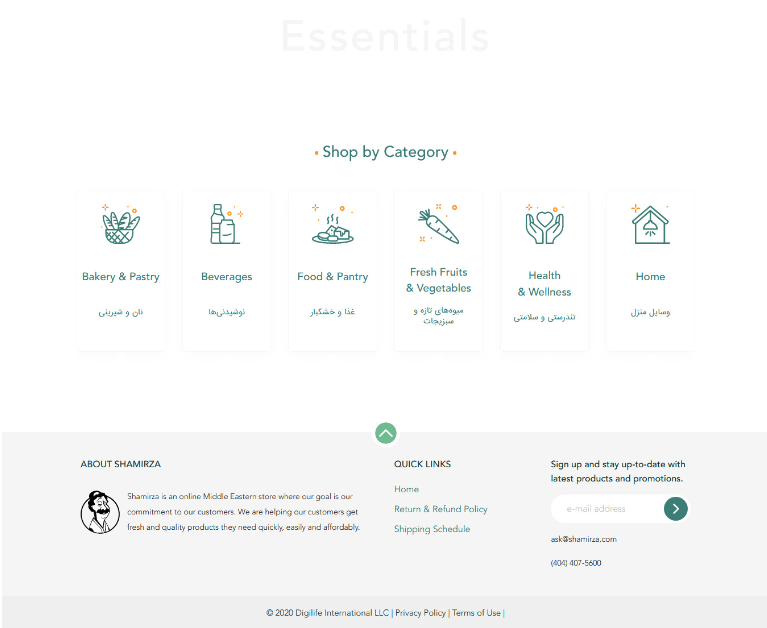 Essentials
• Shop by Category •
Bakery & Pastry
نان و شیرینی
Beverages
نوشیدنی‌ها
Food & Pantry
غذا و خشکبار
Fresh Fruits
& Vegetables
میوه‌های تازه و
سبزیجات
Health
& Wellness
تندرستی و سلامتی
Home
وسایل منزل
ABOUT SHAMIRZA
Shamirza is an online Middle Eastern store where our goal is our
commitment to our customers. We are helping our customers get
fresh and quality products they need quickly, easily and affordably.
QUICK LINKS
Home
Return & Refund Policy
Shipping Schedule
Sign up and stay up-to-date with
latest products and promotions.
e-mail address
ask@shamirza.com
(404) 407-5600
© 2020 Digilife International LLC | Privacy Policy | Terms of Use |